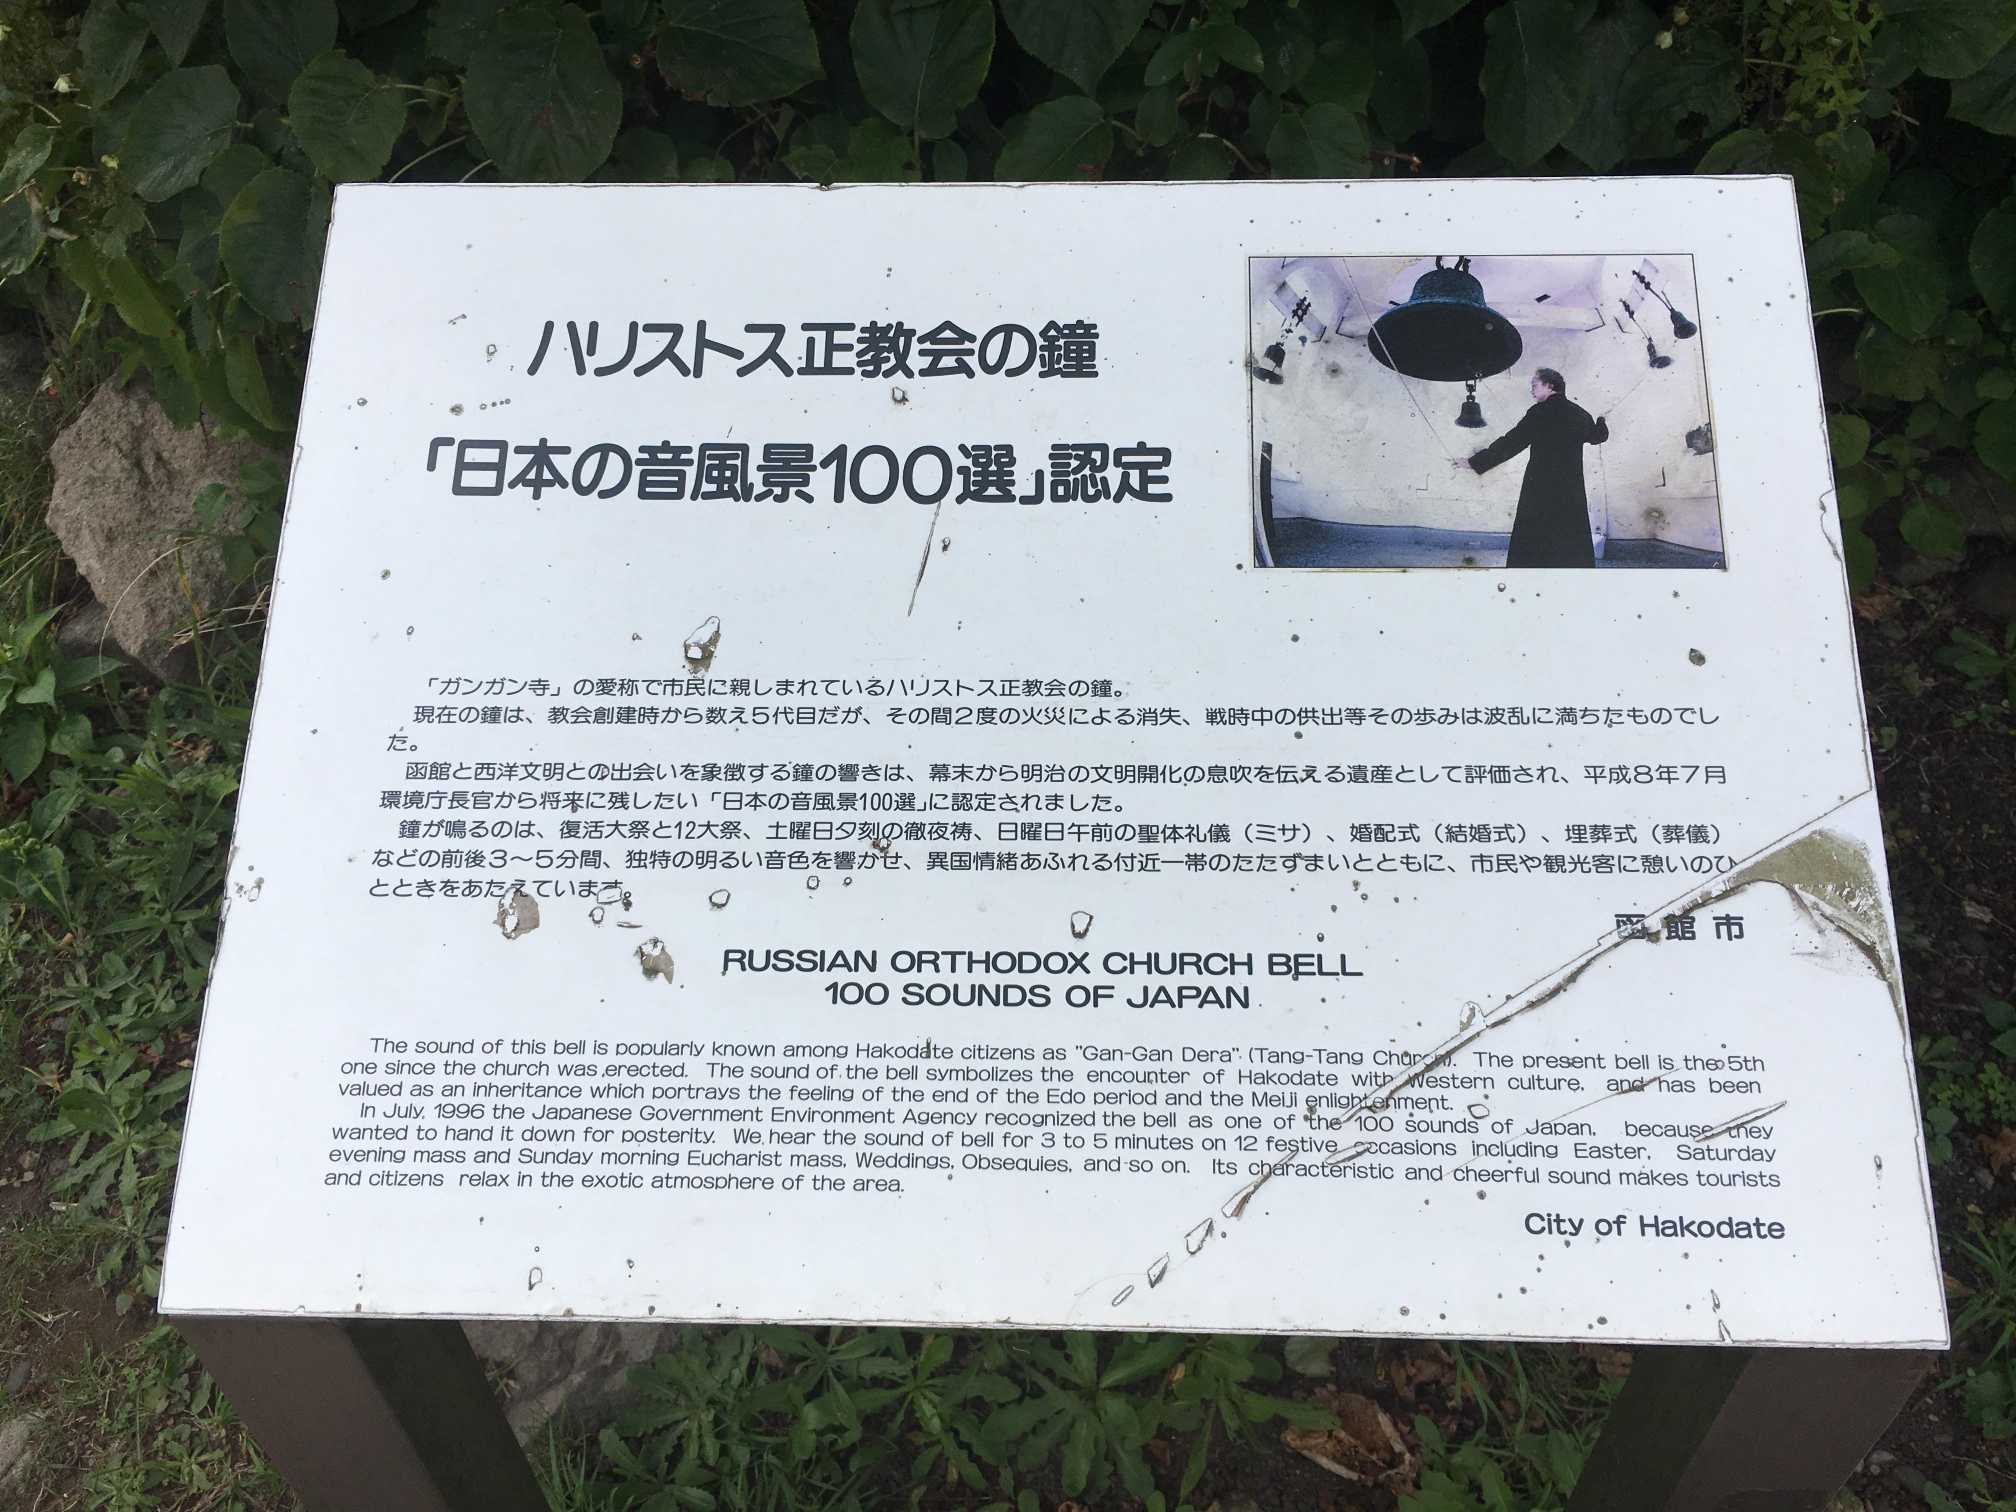 ハリストス正教会の鐘
「日本の音風景100選」認定
「ガンガン寺」の愛称で市民に親しまれているハリストス正教会の鐘。
現在の鐘は、教会創建時から数え５代目だが、その間２度の火災による消失、戦時中の供出等その歩みは波乱に満ちたものでし
た。
函館と西洋文明との出会いを象徴する鐘の響きは、幕末から明治の文明開化の息吹を伝える遺産として評価され、平成８年７月
環境庁長官から将来に残したい「日本の音風景100選」に認定されました。
鐘が鳴るのは、復活大祭と12大祭、土曜日夕刻の徹夜祷、日曜日午前の聖体礼儀（ミサ）、婚配式（結婚式）、埋葬式（葬儀）
などの前後３～５分間、独特の明るい音色を響かせ、異国情緒あふれる付近一帯のたたずまいとともに、市民や観光客に憩いのひ
とときをあたえています。
函館市
RUSSIAN ORTHODOX CHURCH BELL
100 SOUNDS OF JAPAN
The sound of this bell is popularly known among Hakodate citizens as "Gan-Gan Dera" (Tang-Tang Church). The present bell is the 5th
one since the church was erected. The sound of the bell symbolizes the encounter of Hakodate with Western culture, and has been
valued as an inheritance which portrays the feeling of the end of the Edo period and the Meiji enlightenment.
In July, 1996 the Japanese Government Environment Agency recognized the bell as one of the 100 sounds of Japan, because they
wanted to hand it down for posterity. We hear the sound of bell for 3 to 5 minutes on 12 festive occasions including Easter, Saturday
evening mass and Sunday morning Eucharist mass, Weddings, Obsequies, and so on. Its characteristic and cheerful sound makes tourists
and citizens relax in the exotic atmosphere of the area.
City of Hakodate